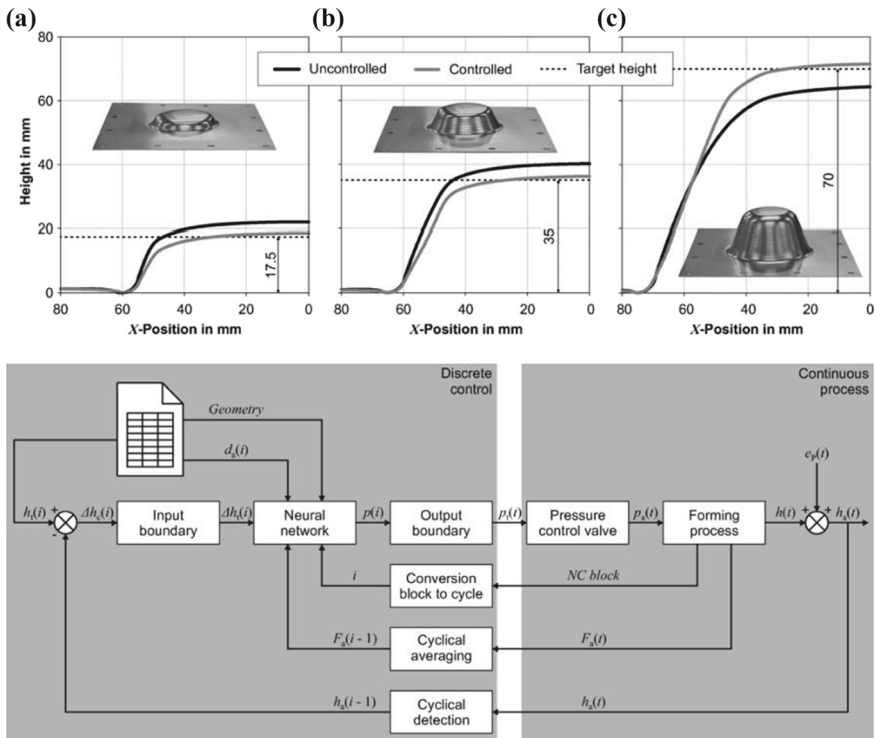 (a)
(b)
(c)
80
60
40
20
0
Height in mm
Uncontrolled
Controlled
Target height
17.5
35
70
80 60 40 20 0
80 60 40 20 0
80 60 40 20 0
X-Position in mm
X-Position in mm
X-Position in mm
Discrete control
Continuous process
Geometry
dₐ(i)
eₚ(t)
hₜ(i)
+
-
Δhₑ(i)
Input boundary
Δhₜ(i)
Neural network
p(i)
Output boundary
pₜ(t)
Pressure control valve
pₐ(t)
Forming process
h(t)
+
+
hₐ(t)
i
Conversion block to cycle
NC block
Fₐ(i - 1)
Cyclical averaging
Fₐ(t)
hₐ(i - 1)
Cyclical detection
hₐ(t)